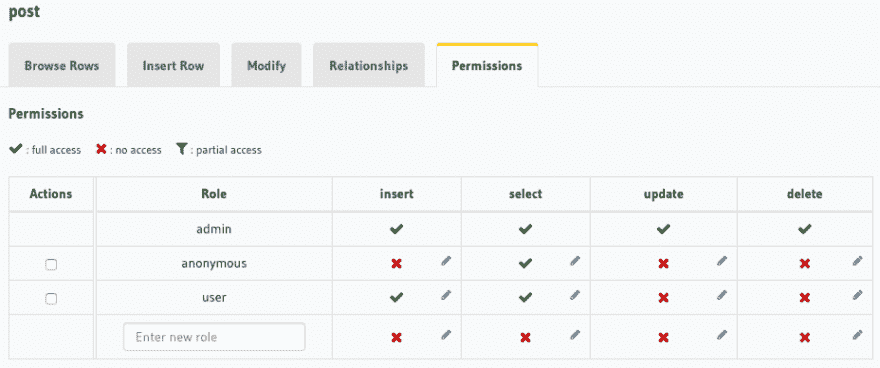 post
Browse Rows Insert Row Modify Relationships Permissions
Permissions
: full access : no access : partial access
Actions Role insert select update delete
admin
anonymous
user
Enter new role